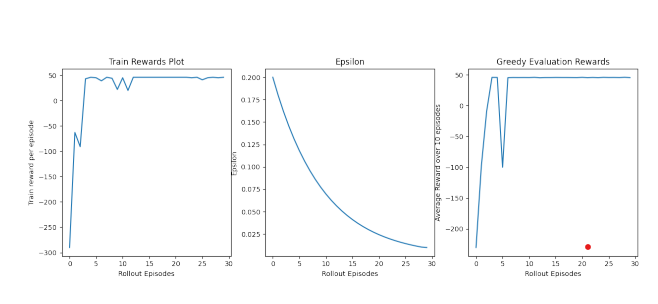 Train Rewards Plot
Train reward per episode
50
0
−50
−100
−150
−200
−250
−300
0 5 10 15 20 25 30
Rollout Episodes
Epsilon
Epsilon
0.200
0.175
0.150
0.125
0.100
0.075
0.050
0.025
0 5 10 15 20 25 30
Rollout Episodes
Greedy Evaluation Rewards
Average Reward over 10 episodes
50
0
−50
−100
−150
−200
0 5 10 15 20 25 30
Rollout Episodes